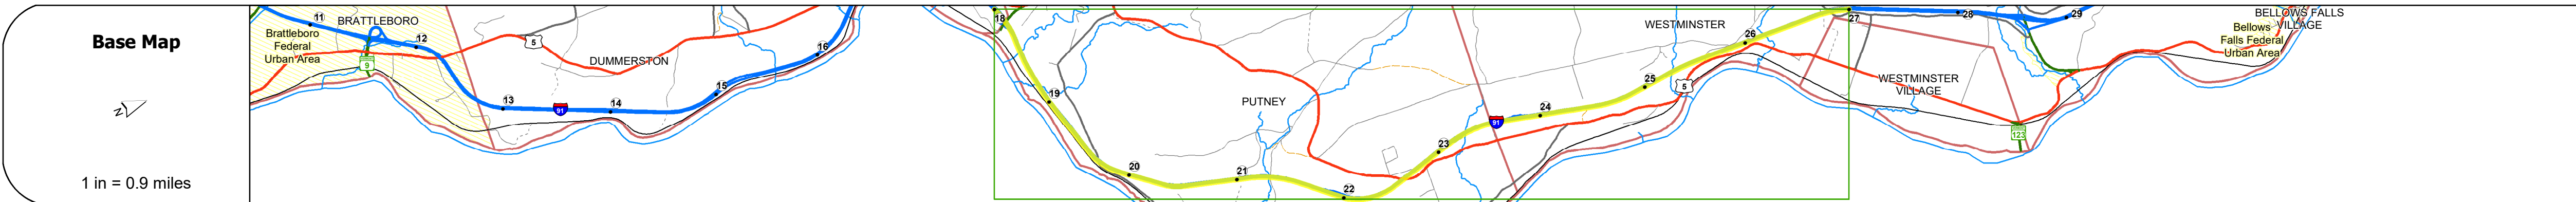 Base Map
N
1 in = 0.9 miles
11
BRATTLEBORO
Brattleboro
Federal
Urban Area
9
12
5
DUMMERSTON
13
91
14
15
16
18
19
PUTNEY
20
21
22
23
91
24
25
5
WESTMINSTER
26
27
28
29
WESTMINSTER
VILLAGE
123
BELLOWS FALLS
VILLAGE
Bellows
Falls Federal
Urban Area